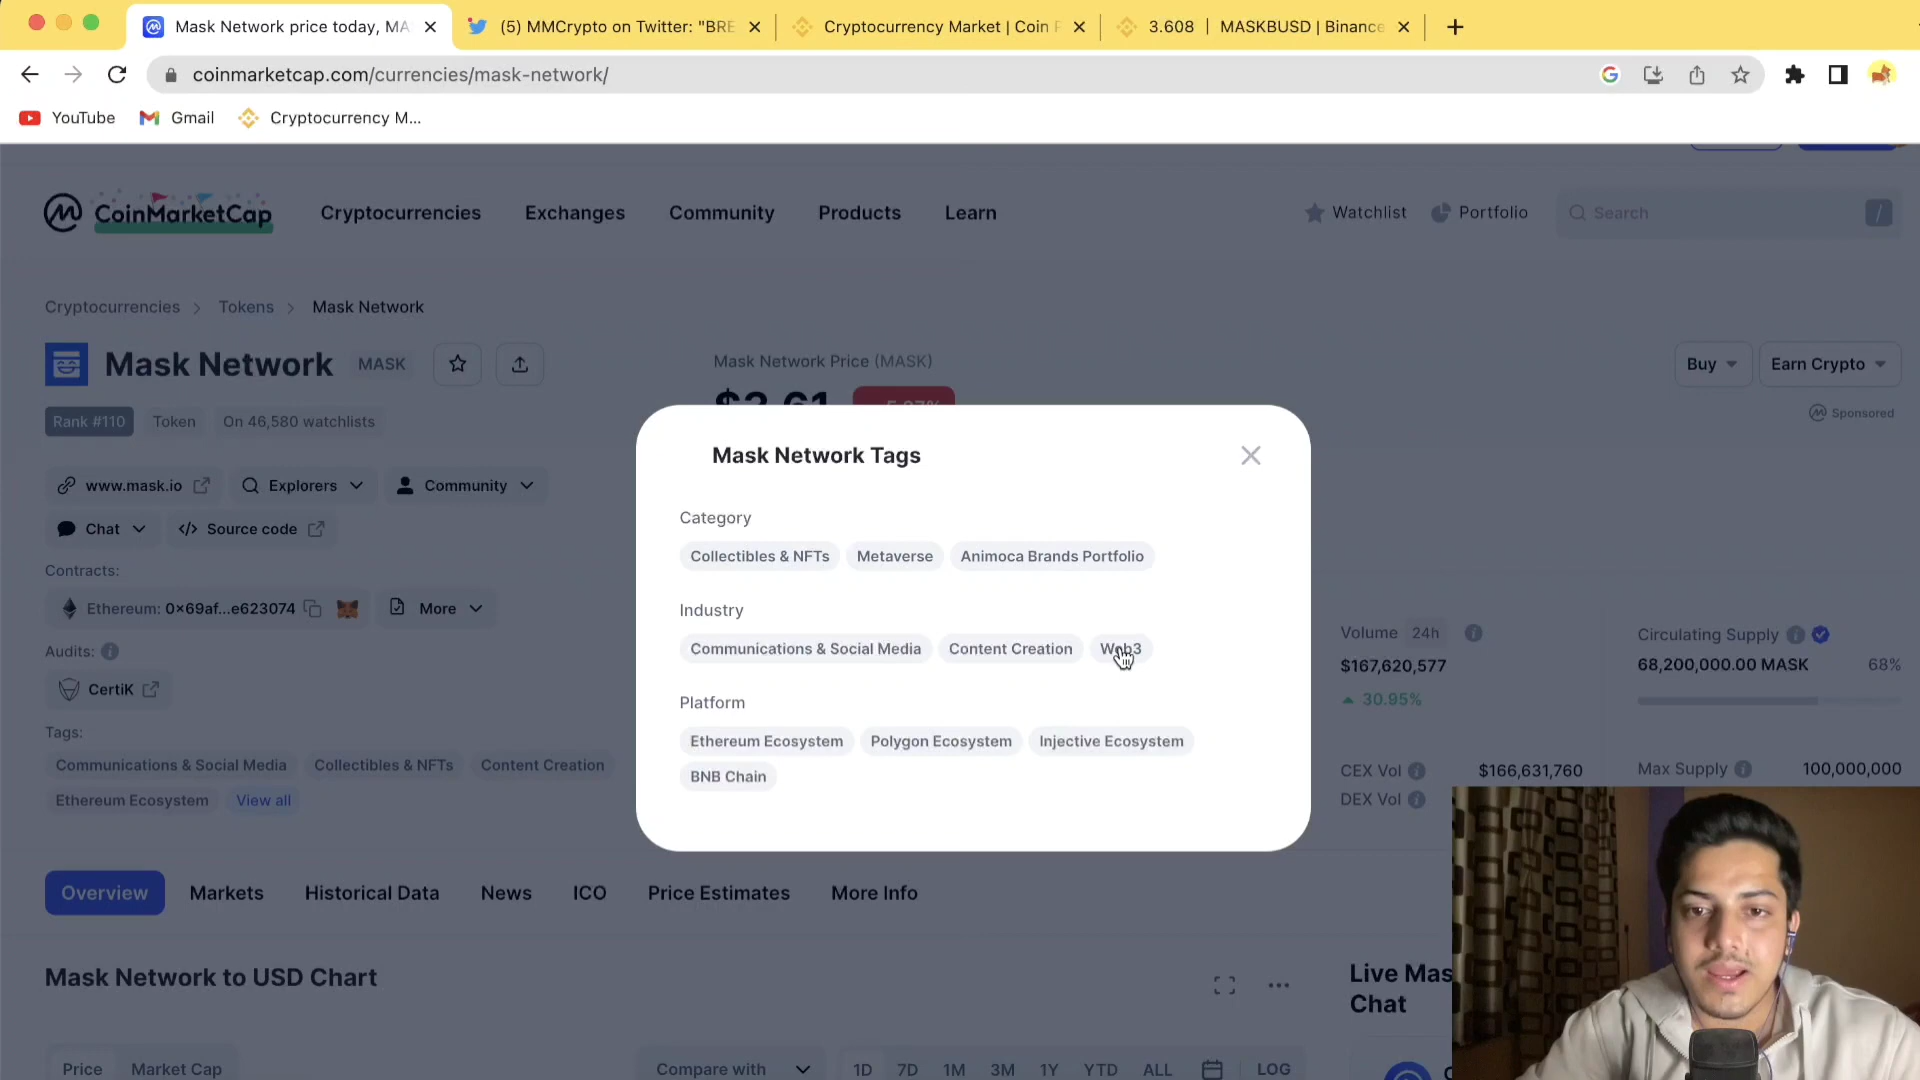 Mask Network price today, MA
(5) MMCrypto on Twitter: "BRE
Cryptocurrency Market | Coin P
3.608 | MASKBUSD | Binance
coinmarketcap.com/currencies/mask-network/
YouTube
Gmail
Cryptocurrency M...
CoinMarketCap
Cryptocurrencies
Exchanges
Community
Products
Learn
Watchlist
Portfolio
Search
/
Cryptocurrencies
Tokens
Mask Network
Mask Network
MASK
Mask Network Price (MASK)
$3.61
Buy
Earn Crypto
Sponsored
Rank #110
Token
On 46,580 watchlists
www.mask.io
Explorers
Community
Chat
Source code
Contracts:
Ethereum: 0x69af...e623074
More
Audits:
CertiK
Tags:
Communications & Social Media
Collectibles & NFTs
Content Creation
Ethereum Ecosystem
View all
Mask Network Tags
Category
Collectibles & NFTs
Metaverse
Animoca Brands Portfolio
Industry
Communications & Social Media
Content Creation
Web3
Platform
Ethereum Ecosystem
Polygon Ecosystem
Injective Ecosystem
BNB Chain
Volume 24h
$167,620,577
30.95%
CEX Vol
$166,631,760
DEX Vol
Circulating Supply
68,200,000.00 MASK
68%
Max Supply
100,000,000
Overview
Markets
Historical Data
News
ICO
Price Estimates
More Info
Mask Network to USD Chart
Live Mas
Chat
Price
Market Cap
Compare with
1D
7D
1M
3M
1Y
YTD
ALL
LOG